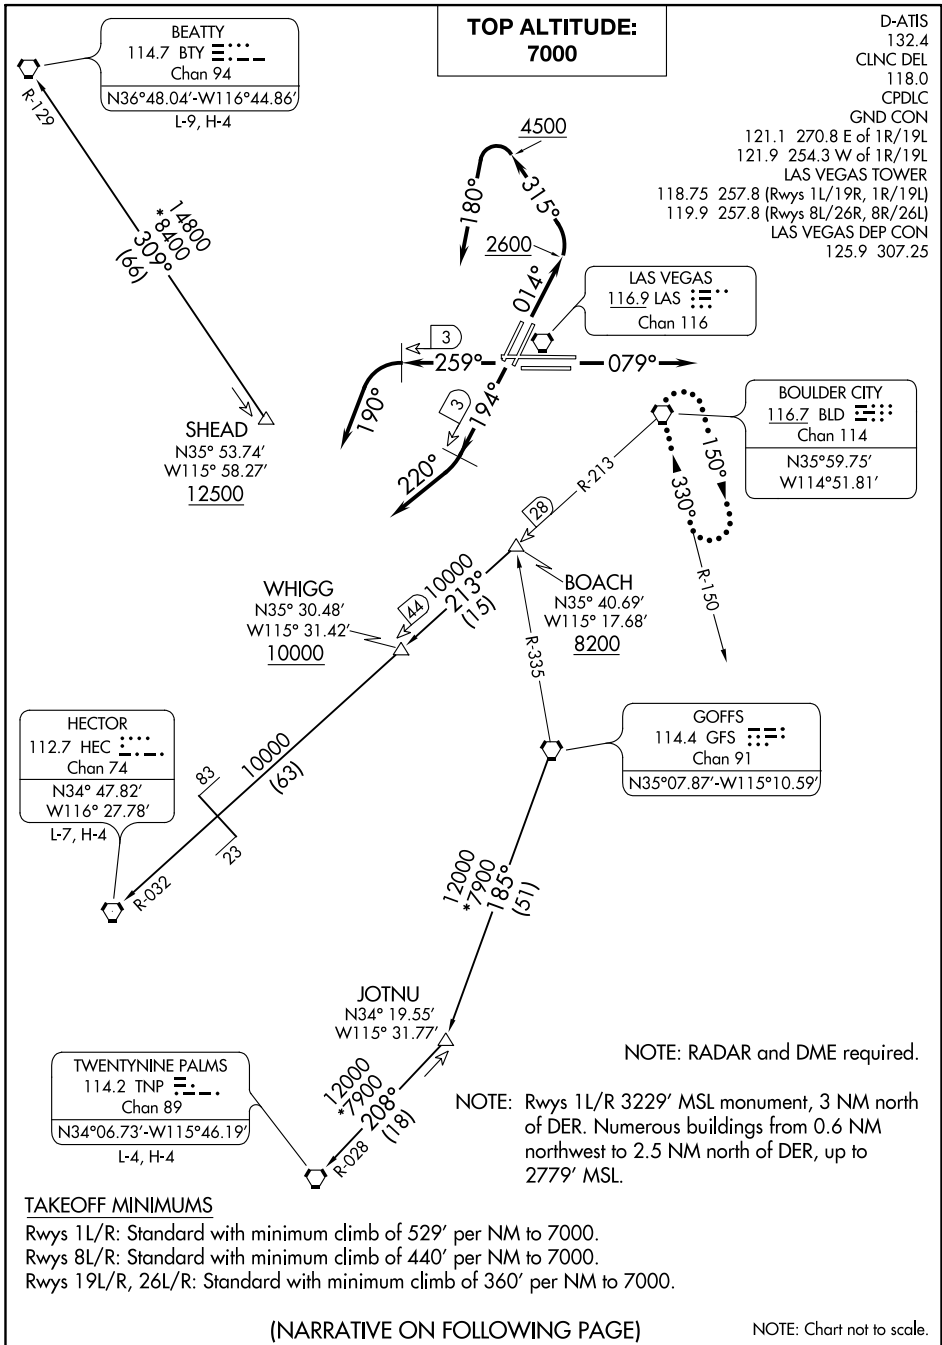 TOP ALTITUDE:
7000
D-ATIS
132.4
CLNC DEL
118.0
CPDLC
GND CON
121.1 270.8 E of 1R/19L
121.9 254.3 W of 1R/19L
LAS VEGAS TOWER
118.75 257.8 (Rwys 1L/19R, 1R/19L)
119.9 257.8 (Rwys 8L/26R, 8R/26L)
LAS VEGAS DEP CON
125.9 307.25
BEATTY
114.7 BTY
Chan 94
N36°48.04'-W116°44.86'
L-9, H-4
R-129
14800
*8400
309°
(66)
SHEAD
N35° 53.74'
W115° 58.27'
12500
4500
180°
315°
2600
014°
LAS VEGAS
116.9 LAS
Chan 116
3
259°
079°
190°
194°
3
220°
BOULDER CITY
116.7 BLD
Chan 114
N35°59.75'
W114°51.81'
150°
330°
R-150
R-213
28
BOACH
N35° 40.69'
W115° 17.68'
8200
10000
213°
(15)
44
WHIGG
N35° 30.48'
W115° 31.42'
10000
R-335
GOFFS
114.4 GFS
Chan 91
N35°07.87'-W115°10.59'
HECTOR
112.7 HEC
Chan 74
N34° 47.82'
W116° 27.78'
L-7, H-4
10000
(63)
83
23
R-032
12000
*7900
185°
(51)
JOTNU
N34° 19.55'
W115° 31.77'
12000
*7900
208°
(18)
R-028
TWENTYNINE PALMS
114.2 TNP
Chan 89
N34°06.73'-W115°46.19'
L-4, H-4
NOTE: RADAR and DME required.
NOTE: Rwys 1L/R 3229' MSL monument, 3 NM north
of DER. Numerous buildings from 0.6 NM
northwest to 2.5 NM north of DER, up to
2779' MSL.
TAKEOFF MINIMUMS
Rwys 1L/R: Standard with minimum climb of 529' per NM to 7000.
Rwys 8L/R: Standard with minimum climb of 440' per NM to 7000.
Rwys 19L/R, 26L/R: Standard with minimum climb of 360' per NM to 7000.
(NARRATIVE ON FOLLOWING PAGE)
NOTE: Chart not to scale.